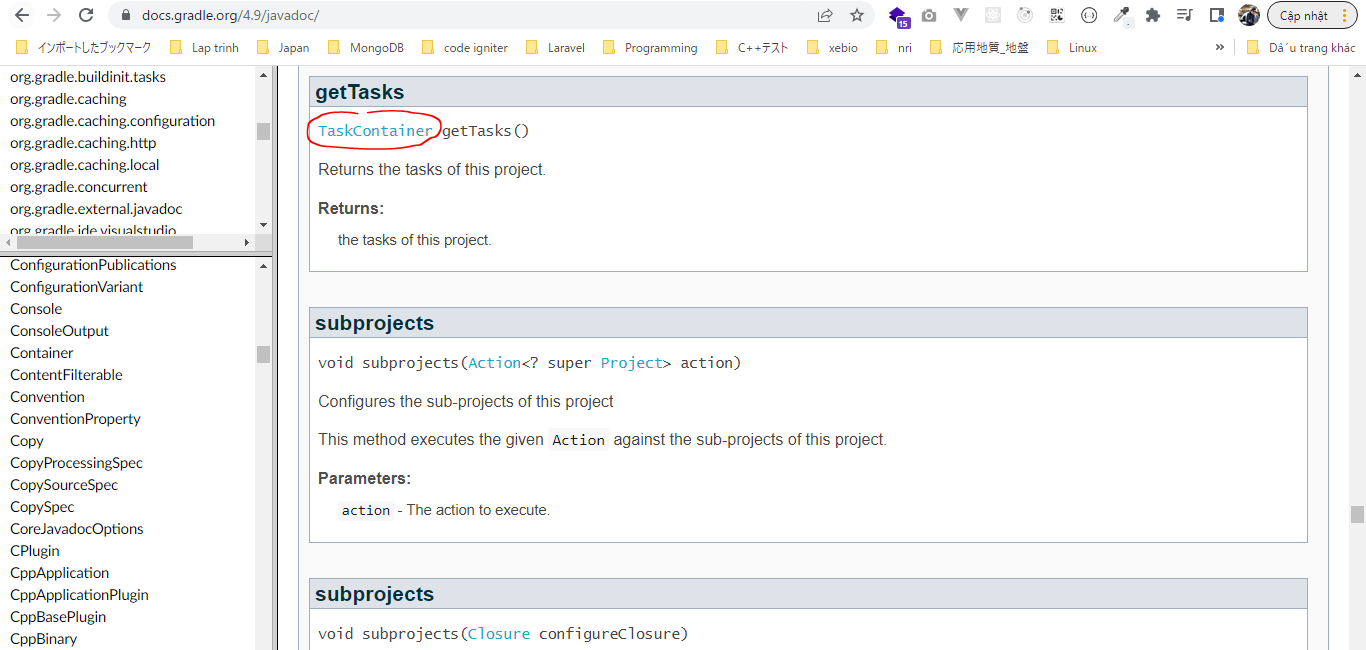 docs.gradle.org/4.9/javadoc/
15
Cập nhật
インポートしたブックマーク Lap trinh Japan MongoDB code igniter Laravel Programming C++テスト xebio nri 応用地質_地盤 Linux » Dấu trang khác
org.gradle.buildinit.tasks
org.gradle.caching
org.gradle.caching.configuration
org.gradle.caching.http
org.gradle.caching.local
org.gradle.concurrent
org.gradle.external.javadoc
org.gradle.ide.visualstudio
ConfigurationPublications
ConfigurationVariant
Console
ConsoleOutput
Container
ContentFilterable
Convention
ConventionProperty
Copy
CopyProcessingSpec
CopySourceSpec
CopySpec
CoreJavadocOptions
CPlugin
CppApplication
CppApplicationPlugin
CppBasePlugin
CppBinary
getTasks
TaskContainer getTasks()
Returns the tasks of this project.
Returns:
the tasks of this project.
subprojects
void subprojects(Action<? super Project> action)
Configures the sub-projects of this project
This method executes the given Action against the sub-projects of this project.
Parameters:
action - The action to execute.
subprojects
void subprojects(Closure configureClosure)